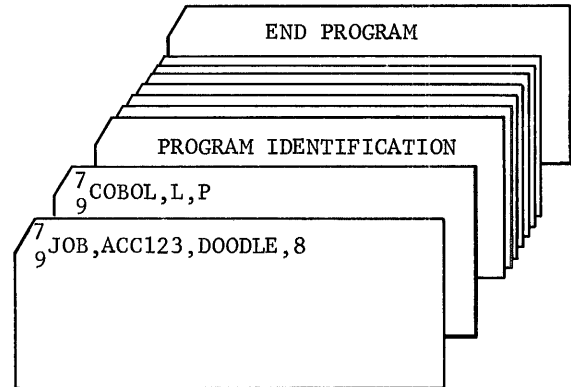 END PROGRAM
PROGRAM IDENTIFICATION
7
9COBOL,L,P
7
9JOB,ACC123,DOODLE,8